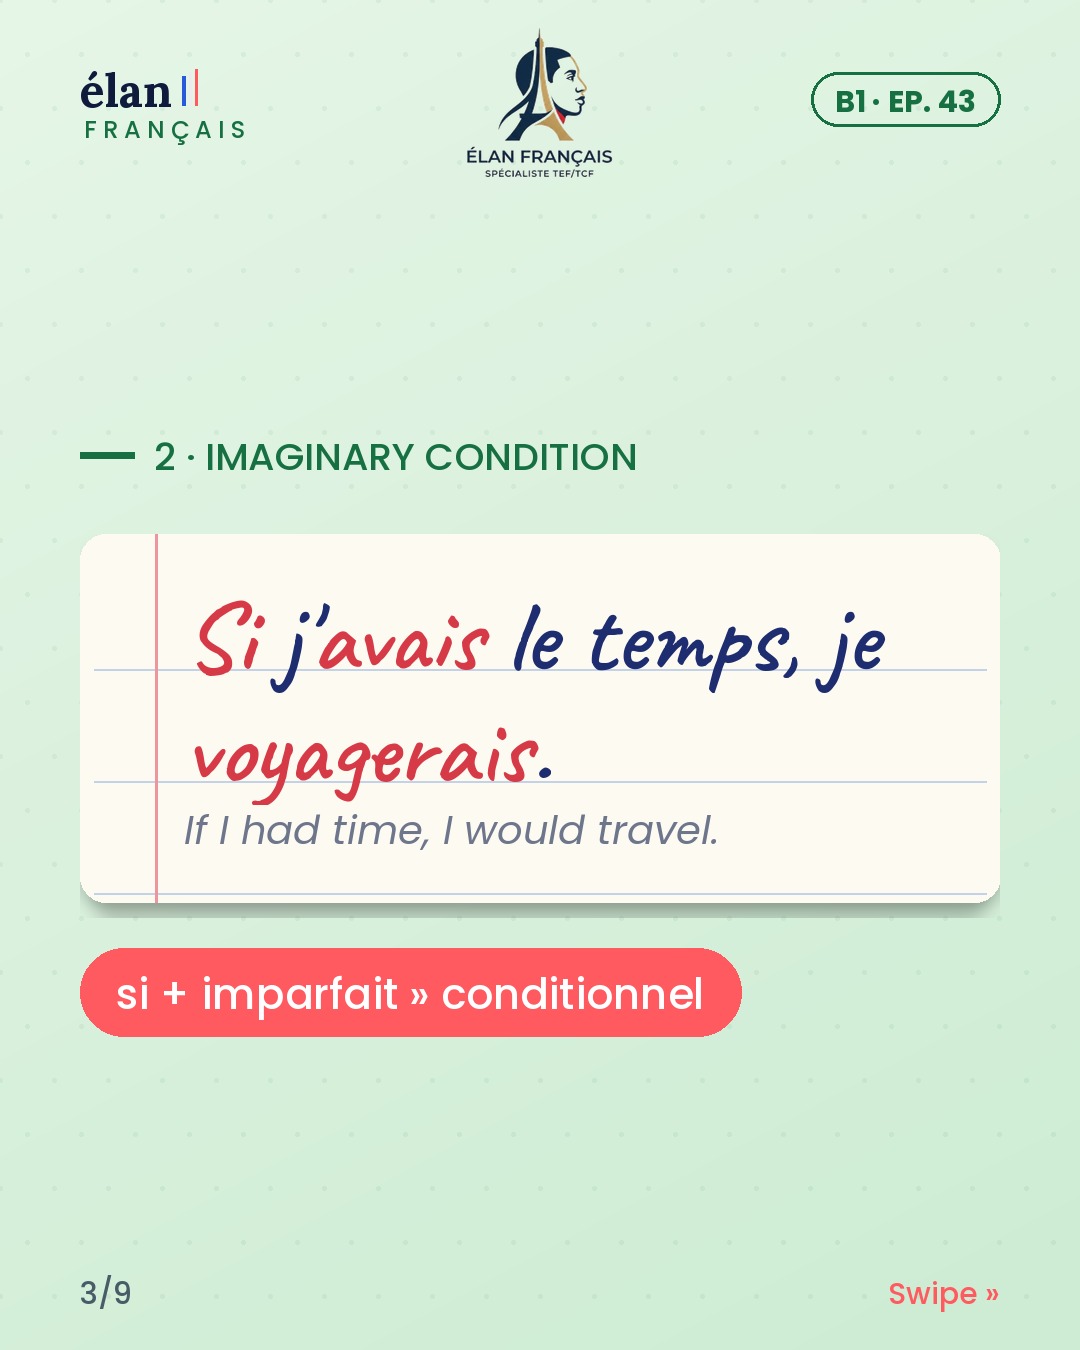 élan
FRANÇAIS
ÉLAN FRANÇAIS
SPÉCIALISTE TEF/TCF
B1 · EP. 43
2 · IMAGINARY CONDITION
Si j'avais le temps, je
voyagerais.
If I had time, I would travel.
si + imparfait » conditionnel
3/9
Swipe »